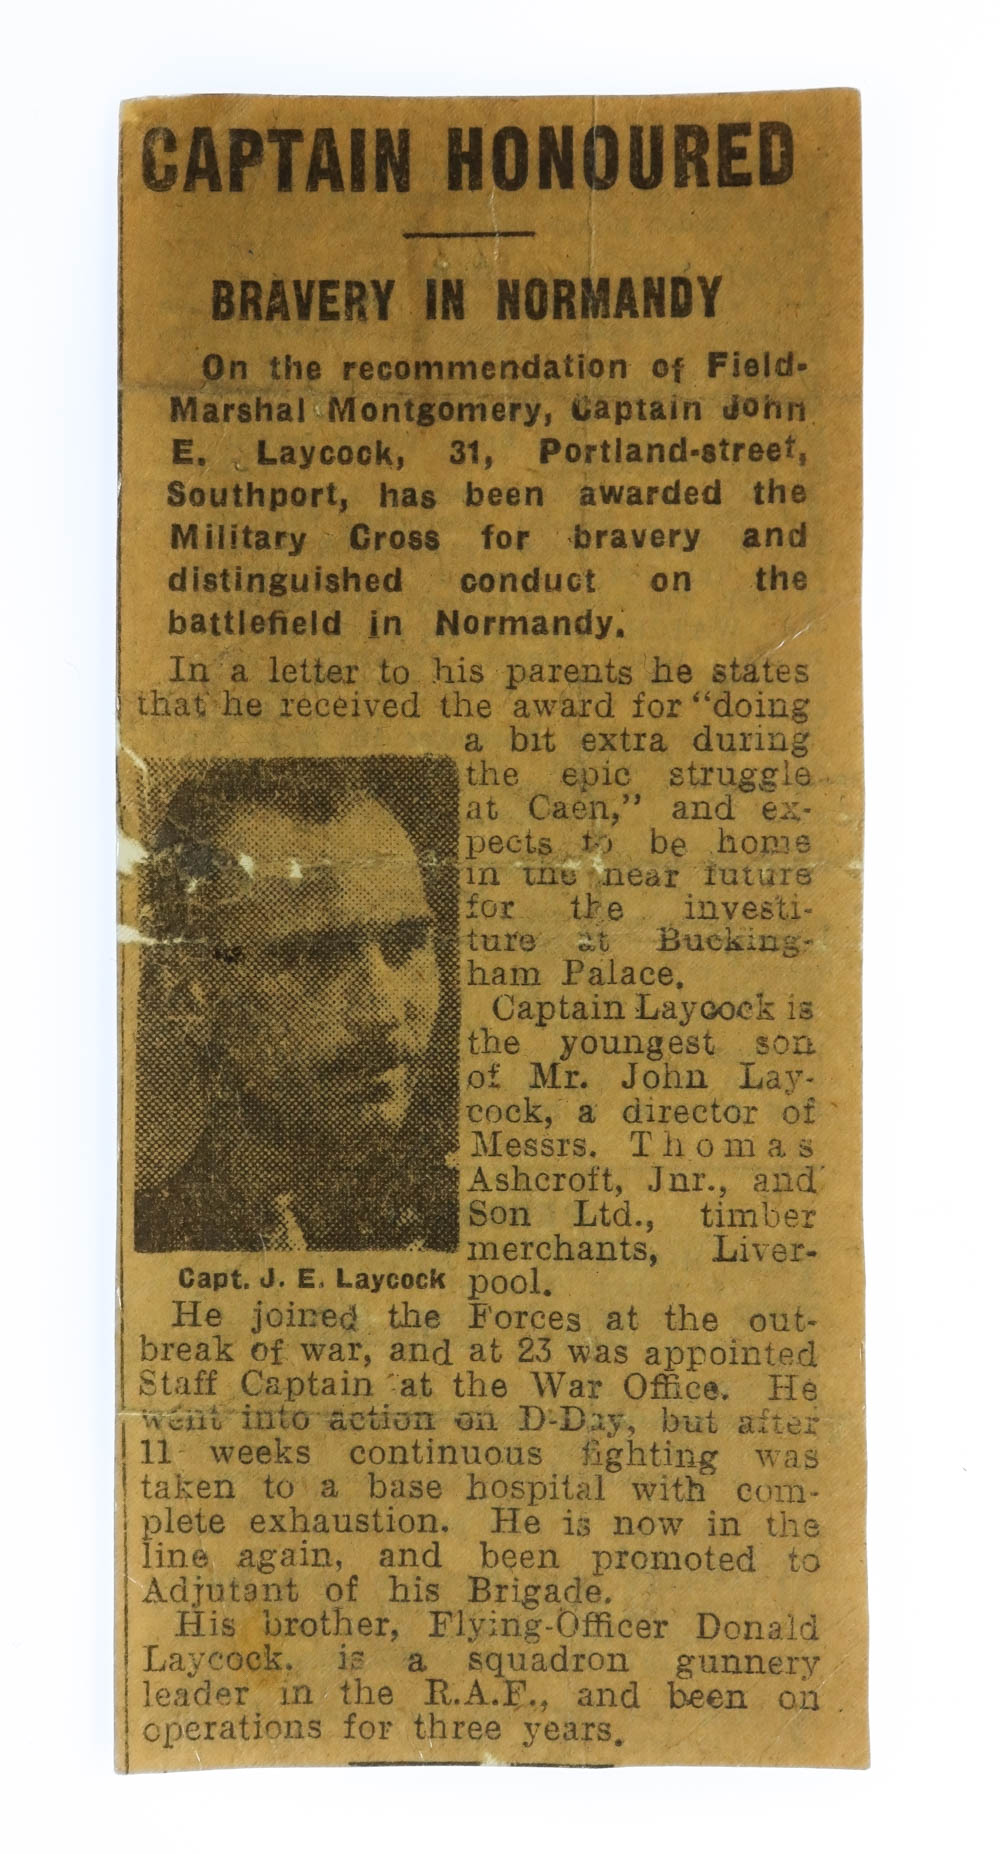 CAPTAIN HONOURED
BRAVERY IN NORMANDY
On the recommendation of Field-
Marshal Montgomery, Captain John
E. Laycock, 31, Portland-street,
Southport, has been awarded the
Military Cross for bravery and
distinguished conduct on the
battlefield in Normandy.
In a letter to his parents he states
that he received the award for "doing
a bit extra during
the epic struggle
at Caen," and ex-
pects to be home
in the near future
for the investi-
ture at Bucking-
ham Palace.
Captain Laycock is
the youngest son
of Mr. John Lay-
cock, a director of
Messrs. Thomas
Ashcroft, Jnr., and
Son Ltd., timber
merchants, Liver-
pool.
Capt. J. E. Laycock
He joined the Forces at the out-
break of war, and at 23 was appointed
Staff Captain at the War Office. He
went into action on D-Day, but after
11 weeks continuous fighting was
taken to a base hospital with com-
plete exhaustion. He is now in the
line again, and been promoted to
Adjutant of his Brigade.
His brother, Flying-Officer Donald
Laycock, is a squadron gunnery
leader in the R.A.F., and been on
operations for three years.